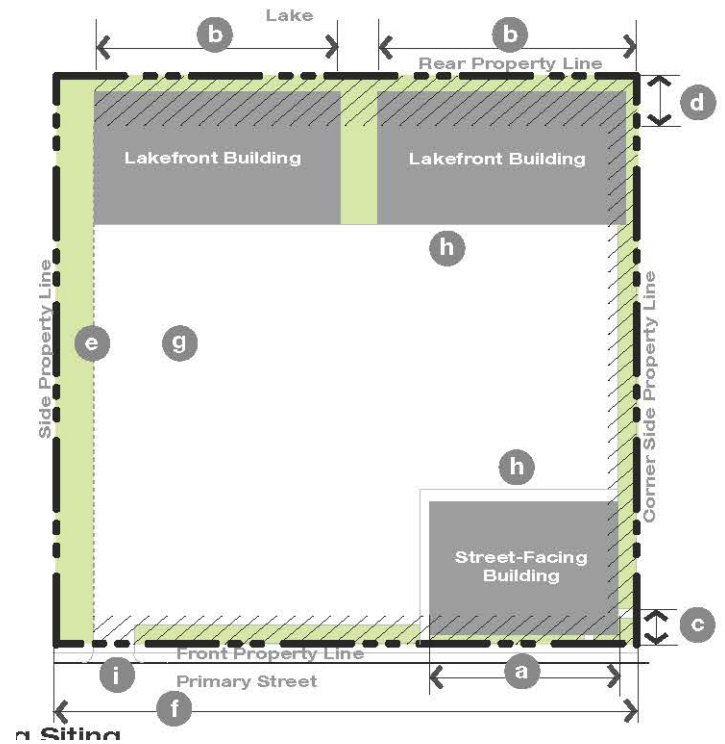 Lake
b
b
Rear Property Line
d
Lakefront Building
Lakefront Building
h
Side Property Line
e
g
Corner Side Property Line
h
Street-Facing
Building
c
Front Property Line
i
Primary Street
a
f
g Siting